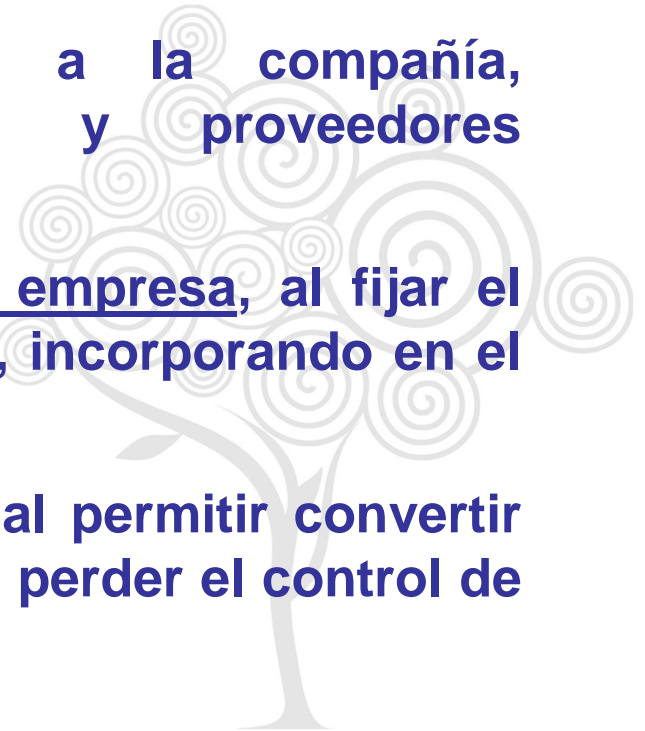 a la compañía,
y proveedores
empresa, al fijar el
, incorporando en el
al permitir convertir
perder el control de